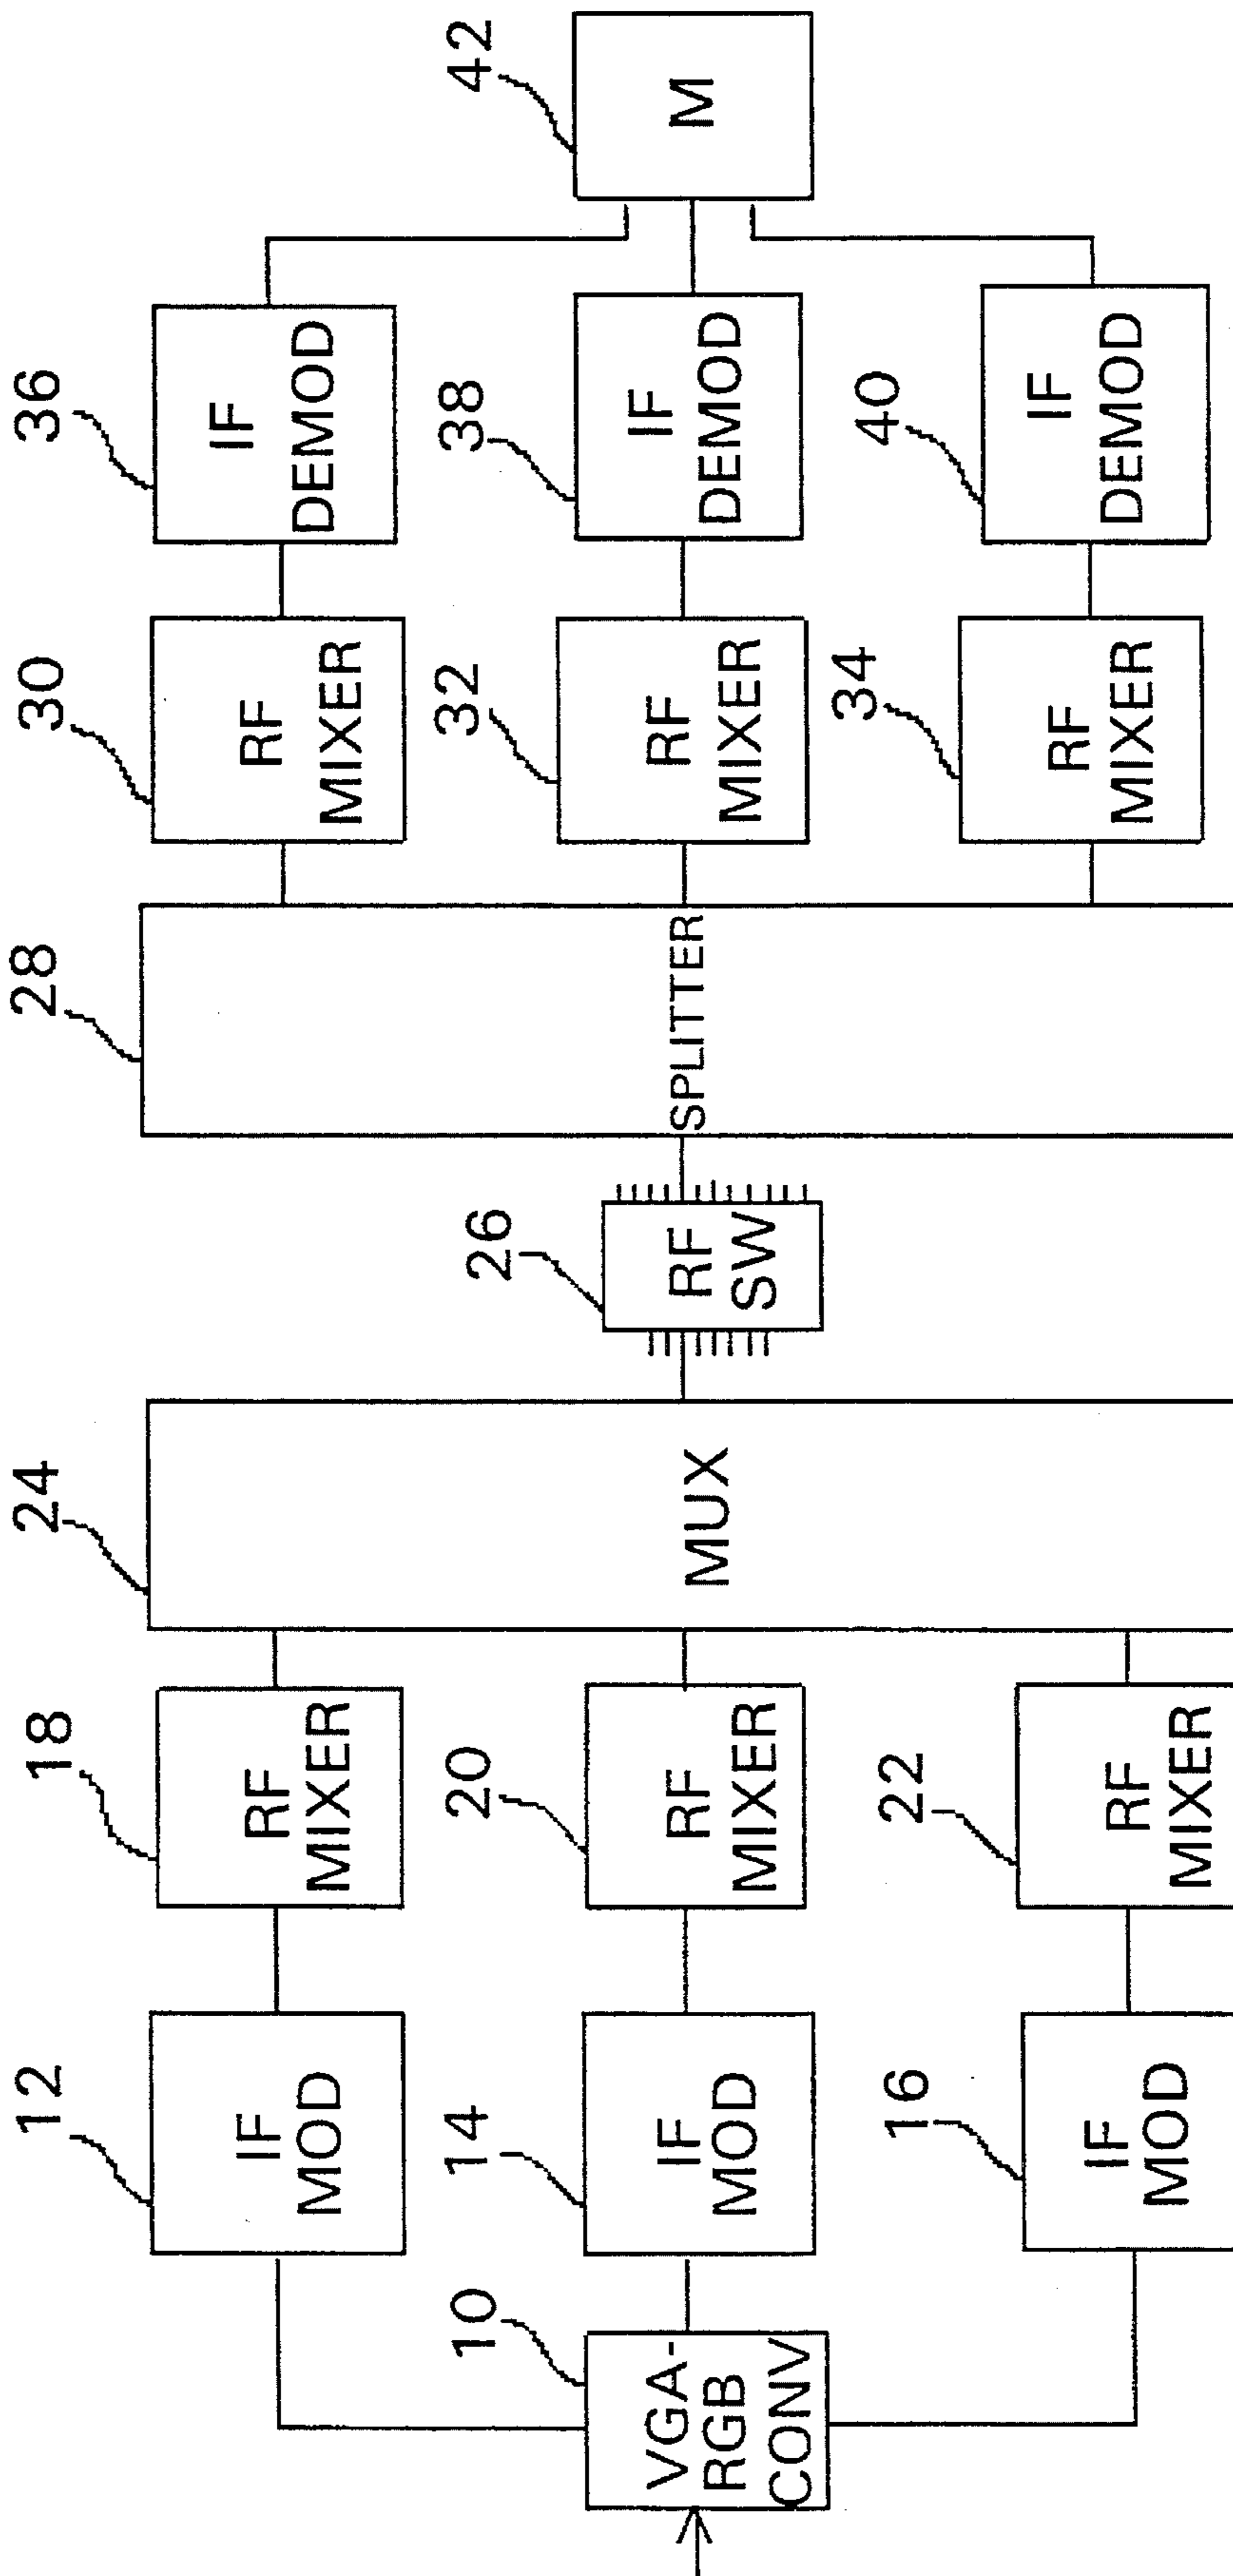 10
VGA-
RGB
CONV
12
IF
MOD
14
IF
MOD
16
IF
MOD
18
RF
MIXER
20
RF
MIXER
22
RF
MIXER
24
MUX
26
RF
SW
28
SPLITTER
30
RF
MIXER
32
RF
MIXER
34
RF
MIXER
36
IF
DEMOD
38
IF
DEMOD
40
IF
DEMOD
42
M